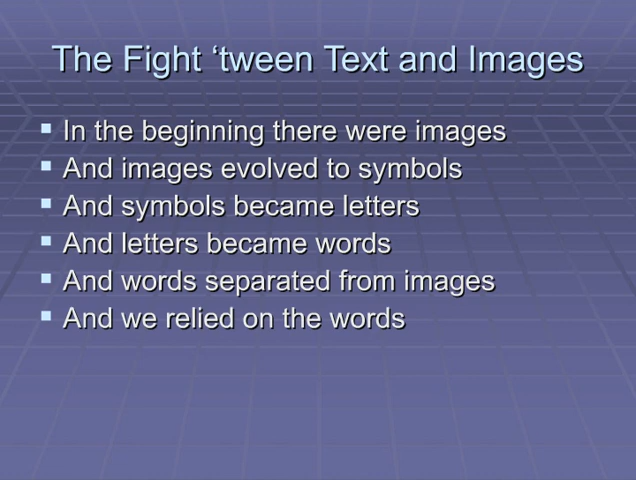 The Fight ‘tween Text and Images
In the beginning there were images
And images evolved to symbols
And symbols became letters
And letters became words
And words separated from images
And we relied on the words